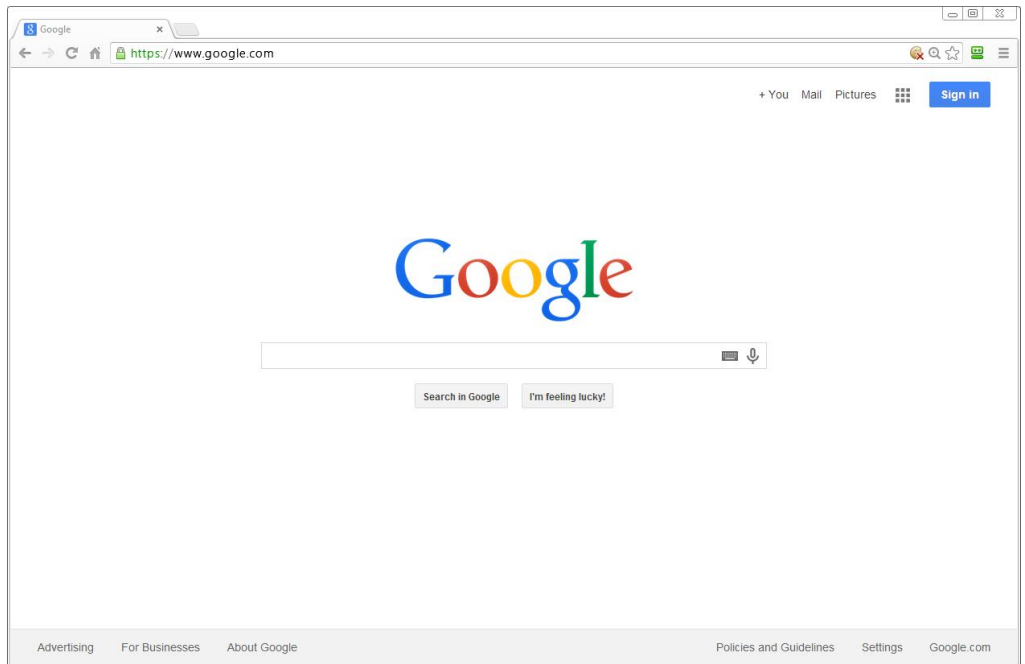 Google
https://www.google.com
+ You Mail Pictures Sign in
Google
Search in Google I'm feeling lucky!
Advertising For Businesses About Google Policies and Guidelines Settings Google.com